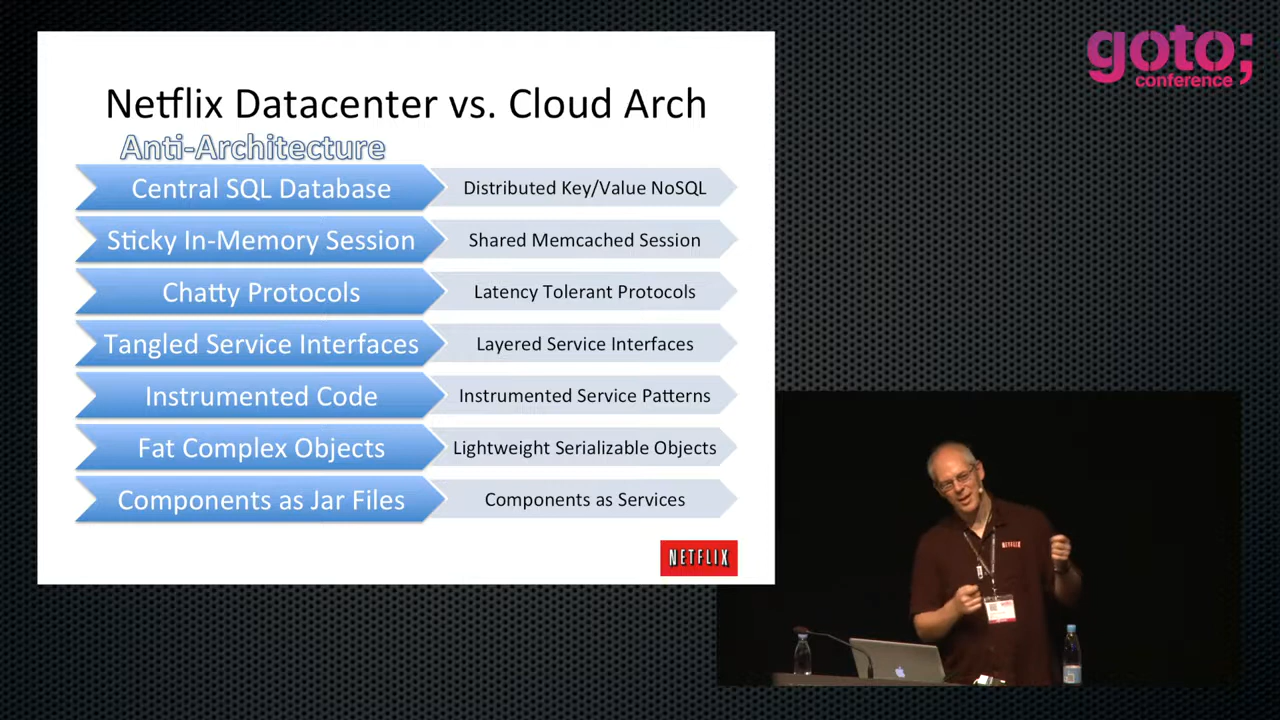 goto;
conference
Netflix Datacenter vs. Cloud Arch
Anti-Architecture
Central SQL Database
Distributed Key/Value NoSQL
Sticky In-Memory Session
Shared Memcached Session
Chatty Protocols
Latency Tolerant Protocols
Tangled Service Interfaces
Layered Service Interfaces
Instrumented Code
Instrumented Service Patterns
Fat Complex Objects
Lightweight Serializable Objects
Components as Jar Files
Components as Services
NETFLIX
NETFLIX